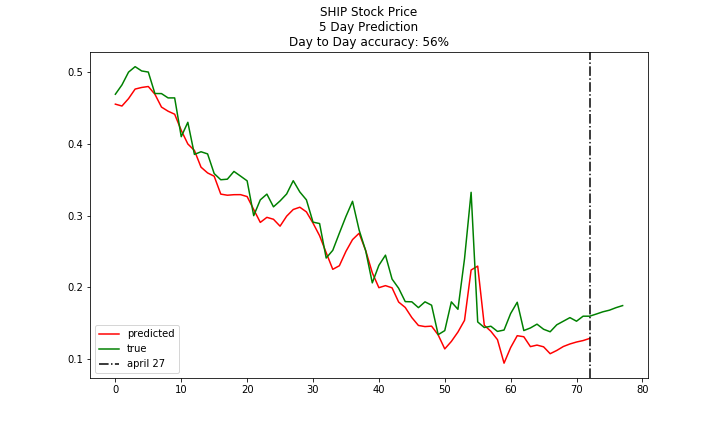 SHIP Stock Price
5 Day Prediction
Day to Day accuracy: 56%
0.5
0.4
0.3
0.2
0.1
predicted
true
april 27
0 10 20 30 40 50 60 70 80